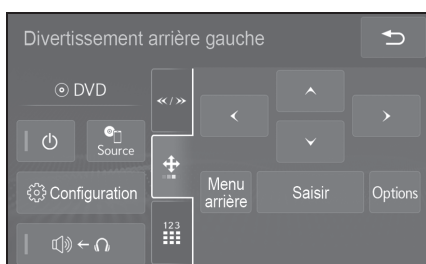 Divertissement arrière gauche
DVD
«/»
Source
Configuration
123
Menu
arrière
Saisir
Options